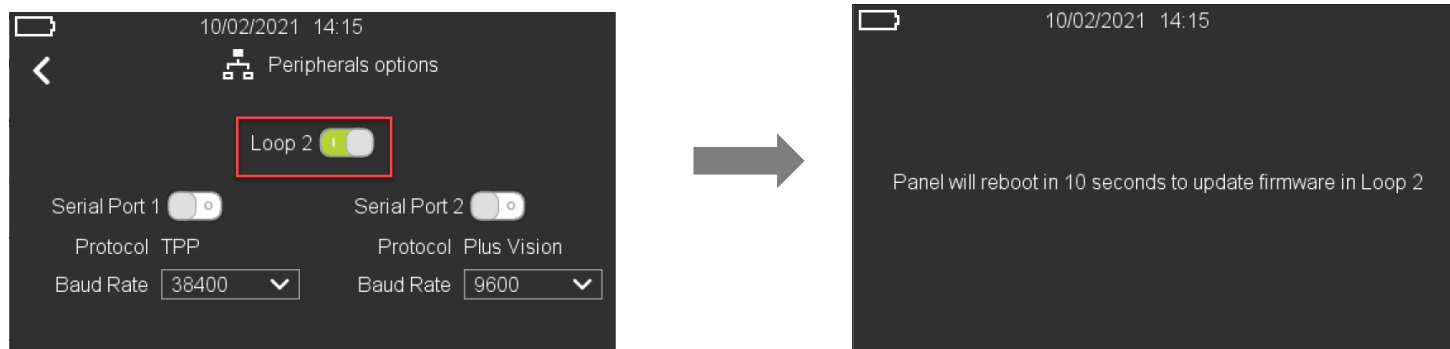 10/02/2021 14:15
Peripherals options
Loop 2
Serial Port 1 Serial Port 2
Protocol TPP Protocol Plus Vision
Baud Rate 38400 Baud Rate 9600
10/02/2021 14:15
Panel will reboot in 10 seconds to update firmware in Loop 2